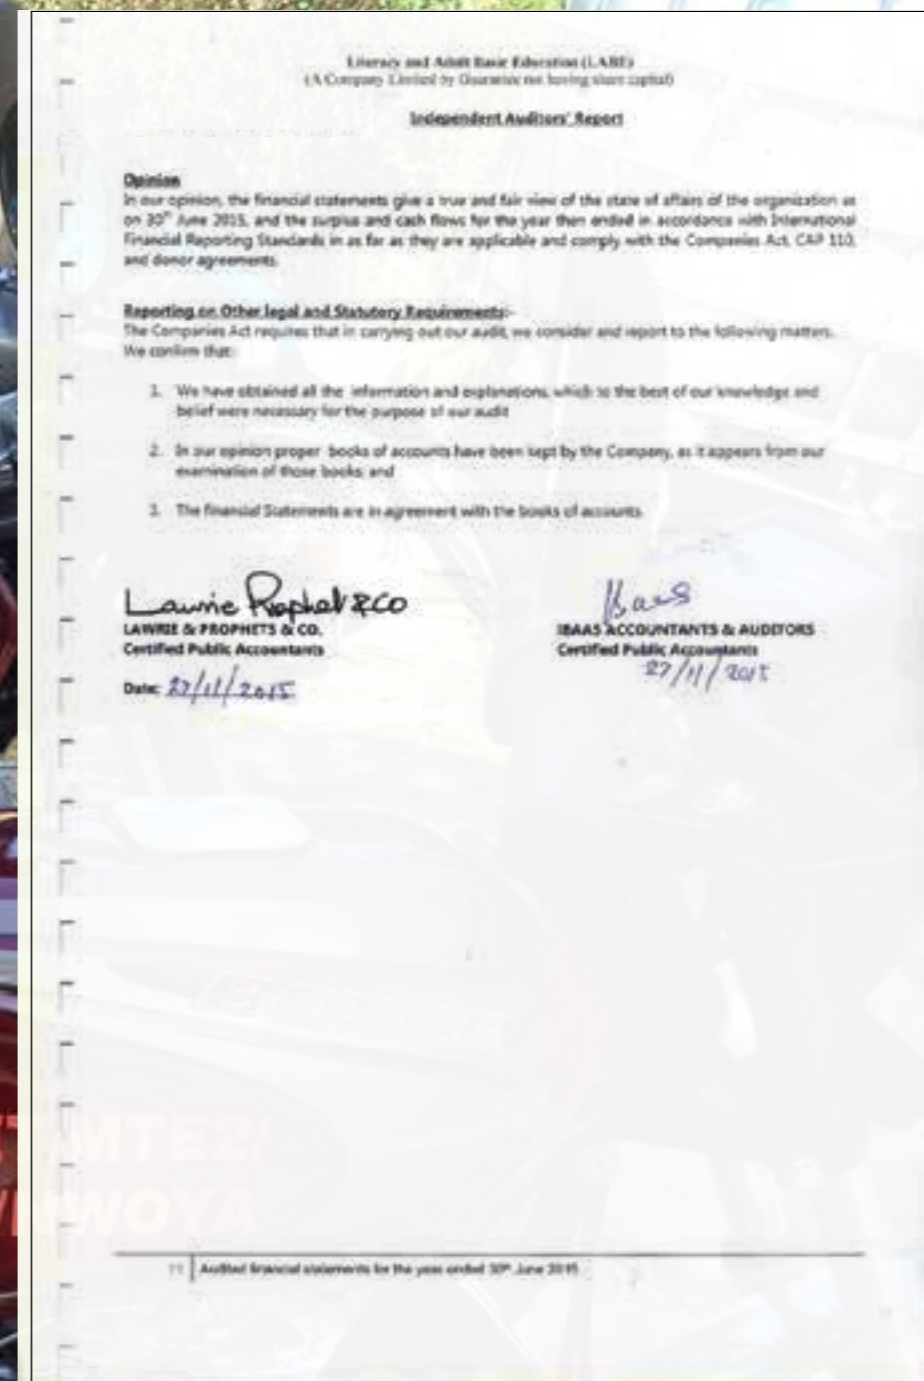 Literacy and Adult Basic Education (LABE)
(A Company Limited by Guarantee not having share capital)
Independent Auditors' Report
Opinion
In our opinion, the financial statements give a true and fair view of the state of affairs of the organization as
on 30th June 2015, and the surplus and cash flows for the year then ended in accordance with International
Financial Reporting Standards in as far as they are applicable and comply with the Companies Act, CAP 110,
and donor agreements.
Reporting on Other legal and Statutory Requirements:-
The Companies Act requires that in carrying out our audit, we consider and report to the following matters.
We confirm that:
1. We have obtained all the information and explanations, which to the best of our knowledge and
belief were necessary for the purpose of our audit
2. In our opinion proper books of accounts have been kept by the Company, as it appears from our
examination of those books; and
3. The financial Statements are in agreement with the books of accounts.
Lawrie Prophet & CO
Ibaas
LAWRIE & PROPHETS & CO.
IBAAS ACCOUNTANTS & AUDITORS
Certified Public Accountants
Certified Public Accountants
27/11/2015
Date: 27/11/2015
BOXER
MTE2
WOYA
Audited financial statements for the year ended 30th June 2015